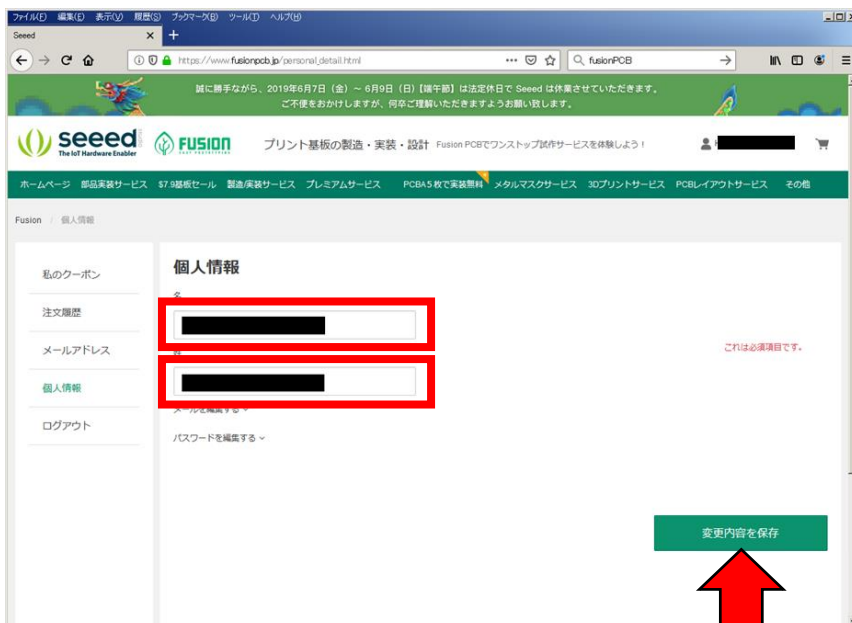 ファイル(F) 編集(E) 表示(V) 履歴(S) ブックマーク(B) ツール(T) ヘルプ(H)
Seeed × +
https://www.fusionpcb.jp/personal_detail.html ... fusionPCB
誠に勝手ながら、2019年6月7日（金）～ 6月9日（日）【端午節】は法定休日で Seeed は休業させていただきます。
ご不便をおかけしますが、何卒ご理解いただきますようお願い致します。
seeed
The IoT Hardware Enabler
FUSION
プリント基板の製造・実装・設計 Fusion PCBでワンストップ試作サービスを体験しよう！
ホームページ 部品実装サービス $7.9基板セール 製造/実装サービス プレミアムサービス PCBA5枚で実装無料 メタルマスクサービス 3Dプリントサービス PCBレイアウトサービス その他
Fusion / 個人情報
私のクーポン
注文履歴
メールアドレス
個人情報
ログアウト
個人情報
名
これは必須項目です。
メールを編集する
パスワードを編集する
変更内容を保存